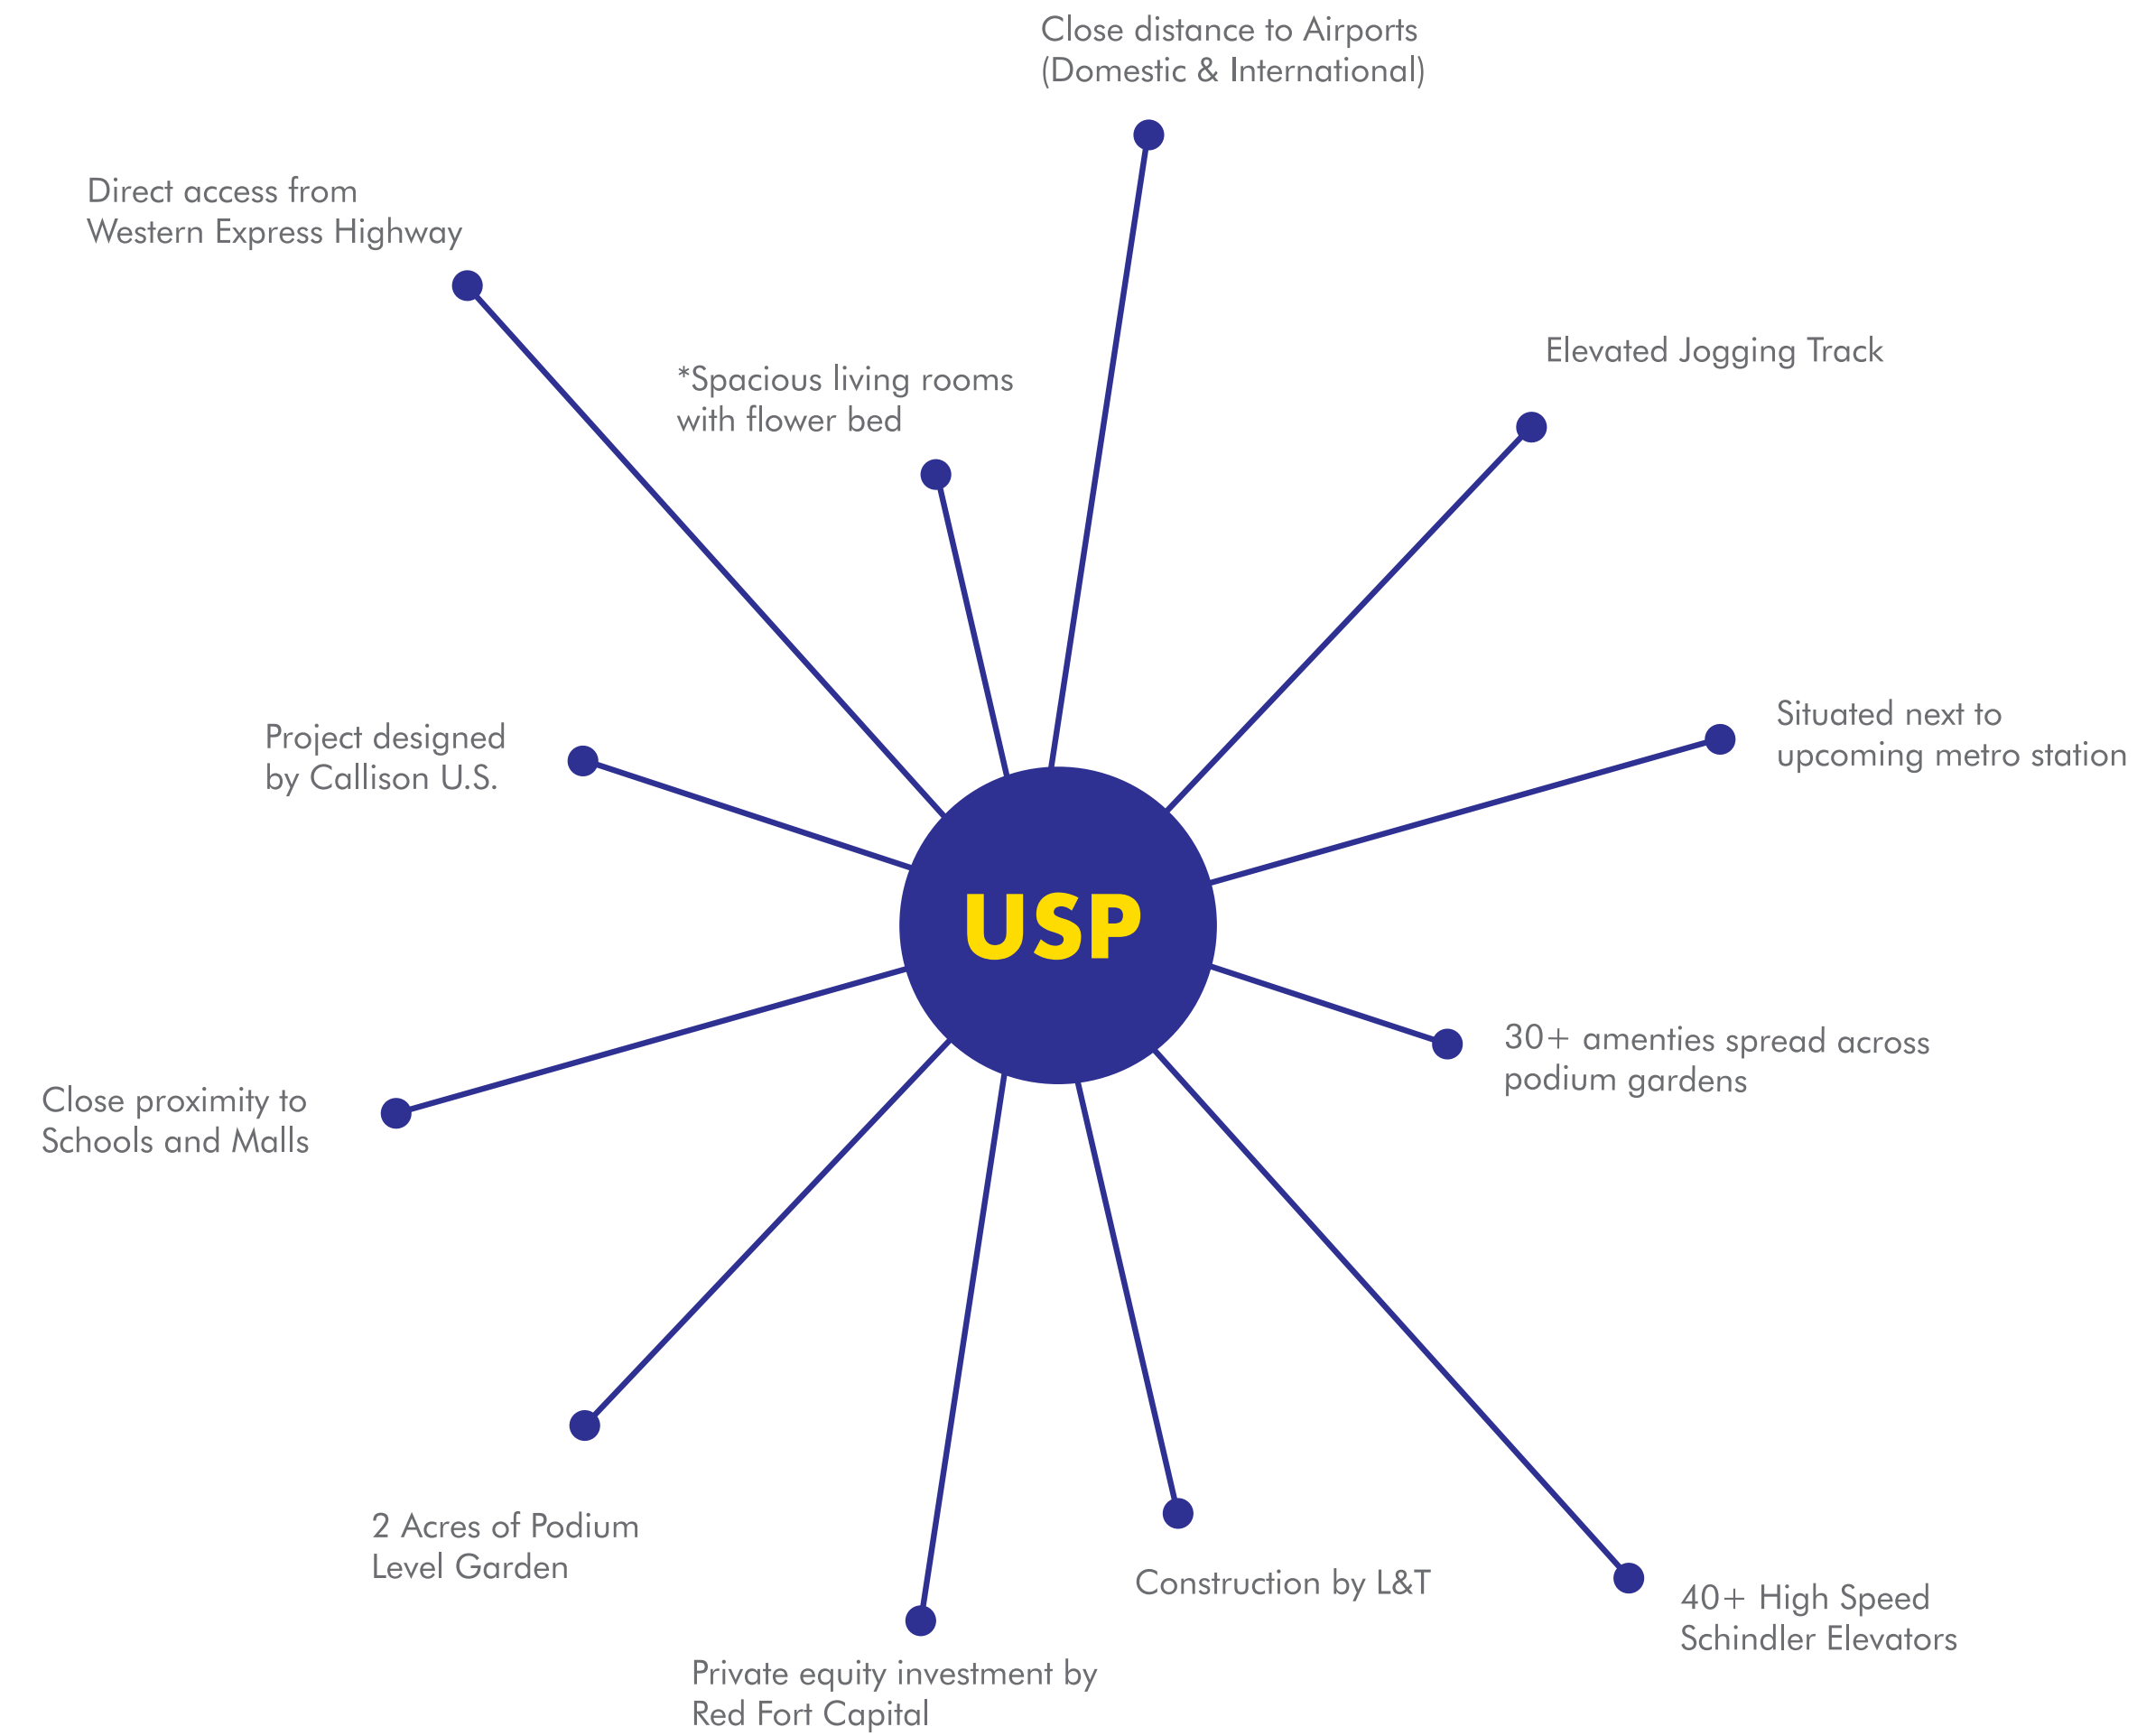 Close distance to Airports
(Domestic & International)
Direct access from
Western Express Highway
Elevated Jogging Track
*Spacious living rooms
with flower bed
Situated next to
upcoming metro station
Project designed
by Callison U.S.
USP
30+ amenties spread across
podium gardens
Close proximity to
Schools and Malls
2 Acres of Podium
Level Garden
Construction by L&T
40+ High Speed
Schindler Elevators
Private equity investment by
Red Fort Capital